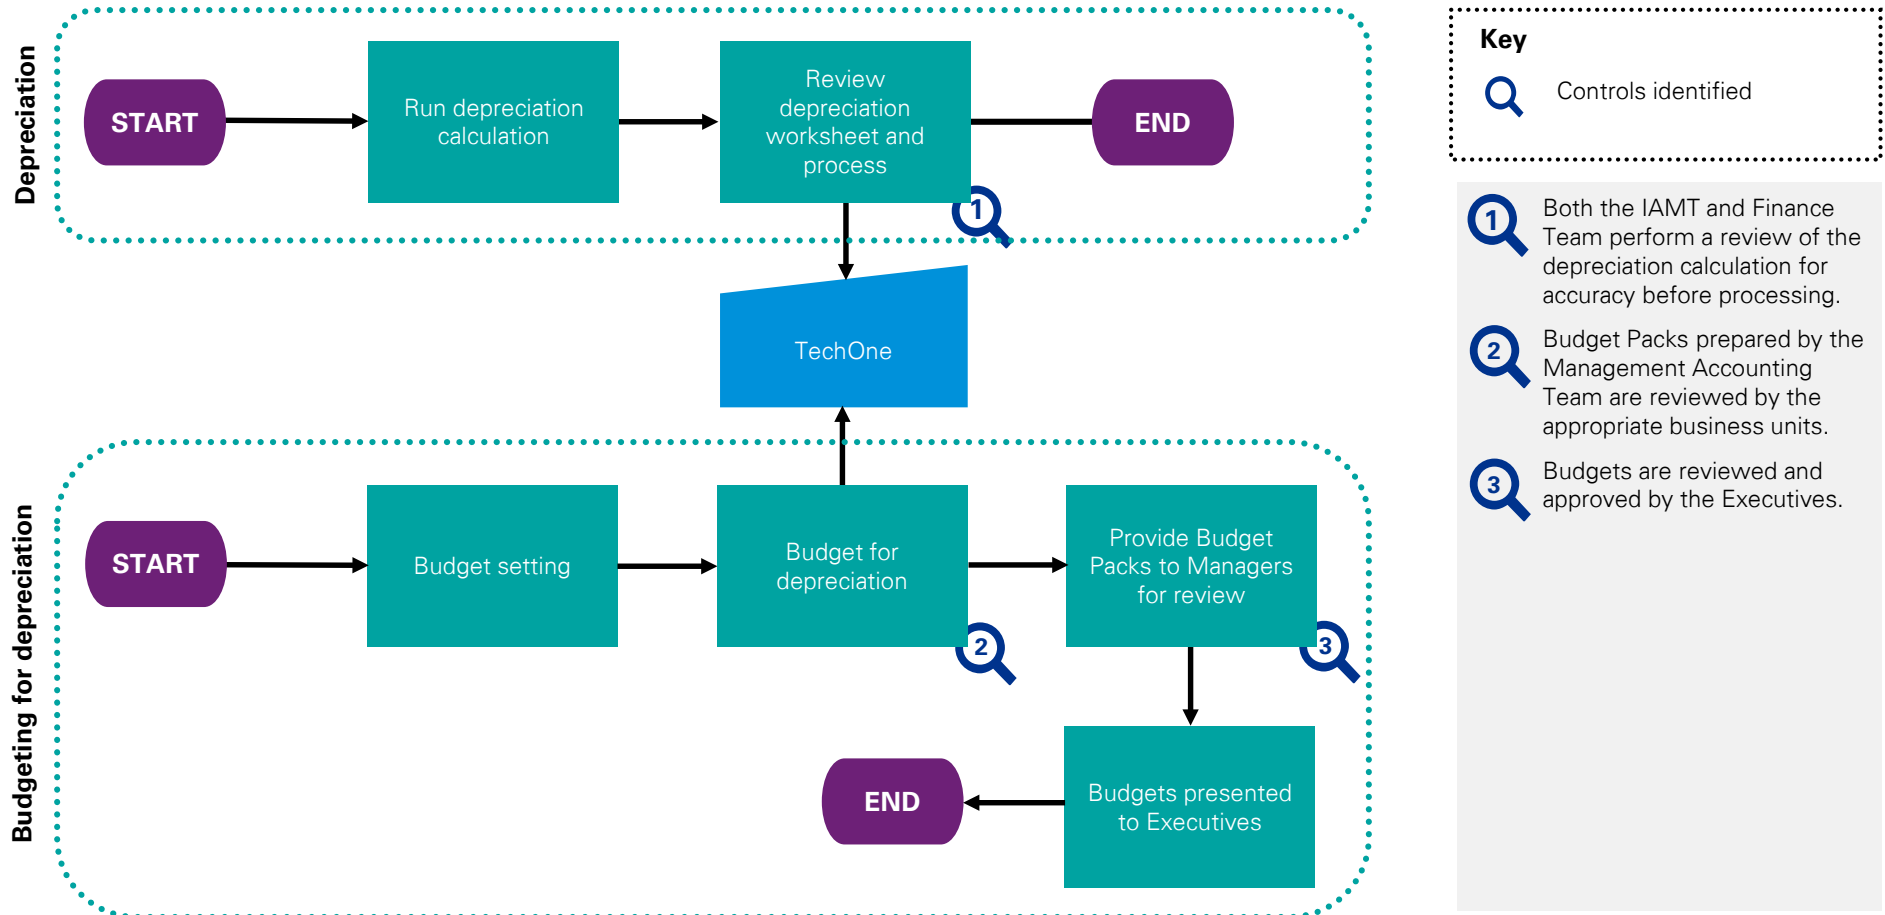 Depreciation
START
Run depreciation
calculation
Review
depreciation
worksheet and
process
END
1
TechOne
Budgeting for depreciation
START
Budget setting
Budget for
depreciation
2
Provide Budget
Packs to Managers
for review
3
Budgets presented
to Executives
END
Key
Controls identified
1
Both the IAMT and Finance
Team perform a review of the
depreciation calculation for
accuracy before processing.
2
Budget Packs prepared by the
Management Accounting
Team are reviewed by the
appropriate business units.
3
Budgets are reviewed and
approved by the Executives.